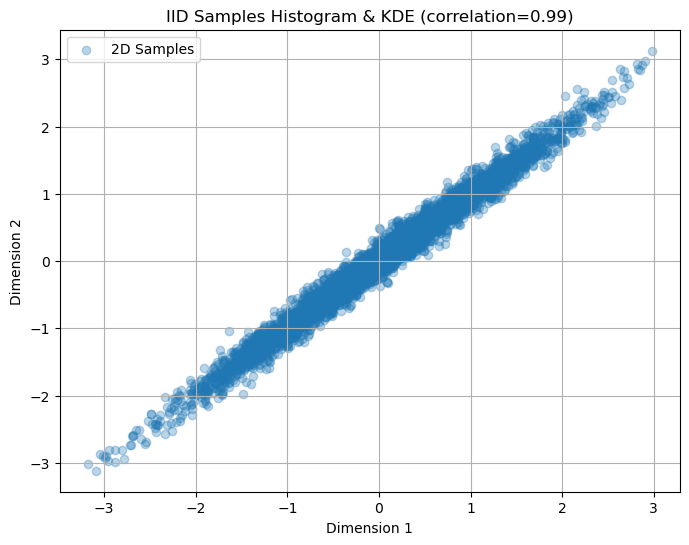 IID Samples Histogram & KDE (correlation=0.99)
2D Samples
3
2
1
0
−1
−2
−3
Dimension 2
−3 −2 −1 0 1 2 3
Dimension 1